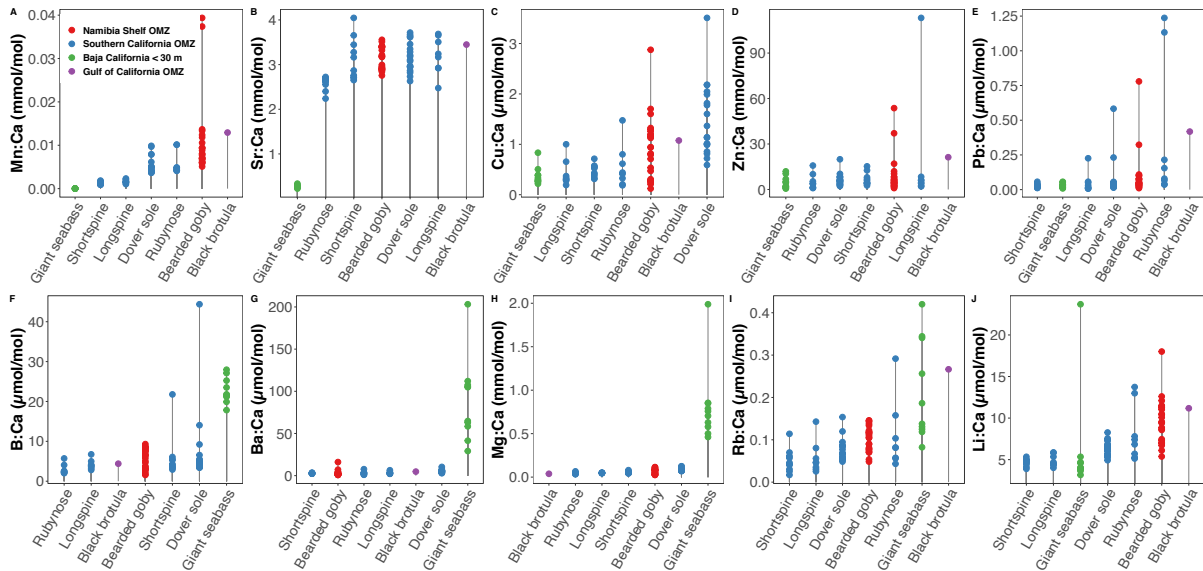 A
Mn:Ca (mmol/mol)
0.04
0.03
0.02
0.01
0.00
Namibia Shelf OMZ
Southern California OMZ
Baja California < 30 m
Gulf of California OMZ
Giant seabass
Shortspine
Longspine
Dover sole
Rubynose
Bearded goby
Black brotula
B
Sr:Ca (mmol/mol)
4
3
2
1
Giant seabass
Rubynose
Shortspine
Bearded goby
Dover sole
Longspine
Black brotula
C
Cu:Ca (μmol/mol)
3
2
1
0
Giant seabass
Longspine
Shortspine
Rubynose
Bearded goby
Black brotula
Dover sole
D
Zn:Ca (mmol/mol)
90
60
30
0
Giant seabass
Rubynose
Dover sole
Shortspine
Bearded goby
Longspine
Black brotula
E
Pb:Ca (μmol/mol)
1.2
0.9
0.6
0.3
0.0
Shortspine
Giant seabass
Longspine
Dover sole
Bearded goby
Rubynose
Black brotula
F
B:Ca (μmol/mol)
40
30
20
10
0
Rubynose
Longspine
Black brotula
Bearded goby
Shortspine
Dover sole
Giant seabass
G
Ba:Ca (μmol/mol)
200
150
100
50
0
Shortspine
Bearded goby
Rubynose
Longspine
Black brotula
Dover sole
Giant seabass
H
Mg:Ca (mmol/mol)
2.0
1.5
1.0
0.5
0.0
Black brotula
Rubynose
Longspine
Shortspine
Bearded goby
Dover sole
Giant seabass
I
Rb:Ca (μmol/mol)
0.4
0.3
0.2
0.1
0.0
Shortspine
Longspine
Dover sole
Bearded goby
Rubynose
Giant seabass
Black brotula
J
Li:Ca (μmol/mol)
20
15
10
5
Shortspine
Longspine
Giant seabass
Dover sole
Rubynose
Bearded goby
Black brotula